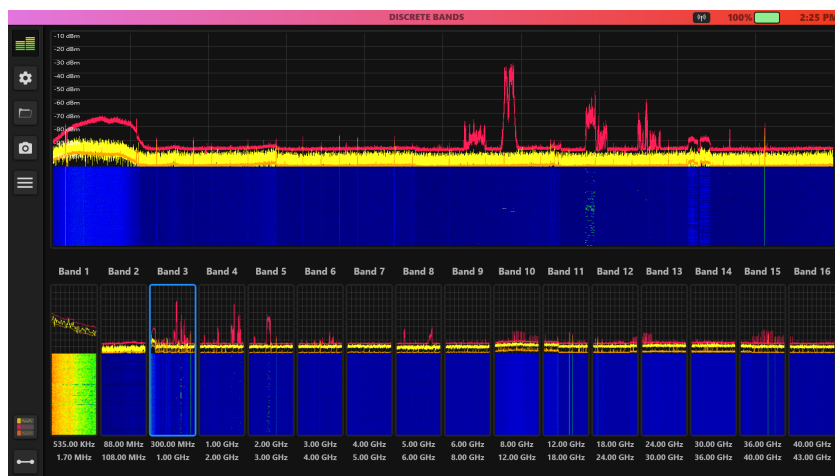 DISCRETE BANDS
100%
2:25 PM
-10 dBm
-20 dBm
-30 dBm
-40 dBm
-50 dBm
-60 dBm
-70 dBm
-80 dBm
Band 1 Band 2 Band 3 Band 4 Band 5 Band 6 Band 7 Band 8 Band 9 Band 10 Band 11 Band 12 Band 13 Band 14 Band 15 Band 16
535.00 KHz 88.00 MHz 300.00 MHz 1.00 GHz 2.00 GHz 3.00 GHz 4.00 GHz 5.00 GHz 6.00 GHz 8.00 GHz 12.00 GHz 18.00 GHz 24.00 GHz 30.00 GHz 36.00 GHz 40.00 GHz
1.70 MHz 108.00 MHz 1.00 GHz 2.00 GHz 3.00 GHz 4.00 GHz 5.00 GHz 6.00 GHz 8.00 GHz 12.00 GHz 18.00 GHz 24.00 GHz 30.00 GHz 36.00 GHz 40.00 GHz 43.00 GHz